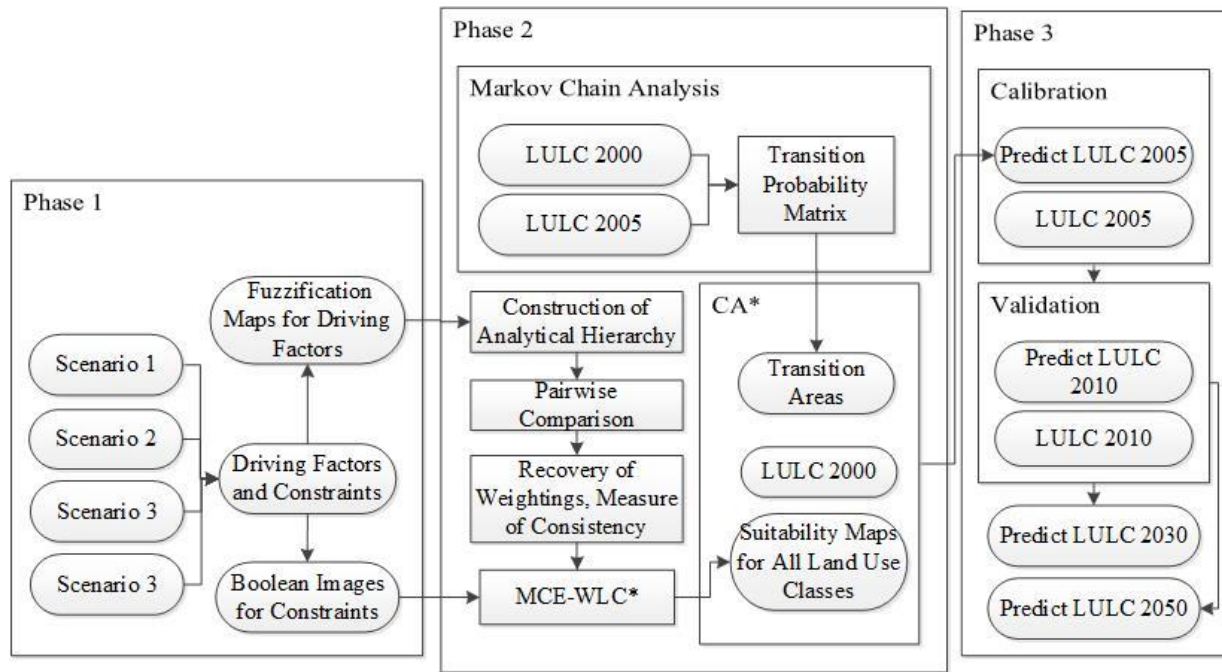 Phase 1
Scenario 1
Scenario 2
Scenario 3
Scenario 3
Fuzzification
Maps for Driving
Factors
Driving Factors
and Constraints
Boolean Images
for Constraints
Phase 2
Markov Chain Analysis
LULC 2000
LULC 2005
Transition
Probability
Matrix
Construction of
Analytical Hierarchy
Pairwise
Comparison
Recovery of
Weightings, Measure
of Consistency
MCE-WLC*
CA*
Transition
Areas
LULC 2000
Suitability Maps
for All Land Use
Classes
Phase 3
Calibration
Predict LULC 2005
LULC 2005
Validation
Predict LULC
2010
LULC 2010
Predict LULC 2030
Predict LULC 2050